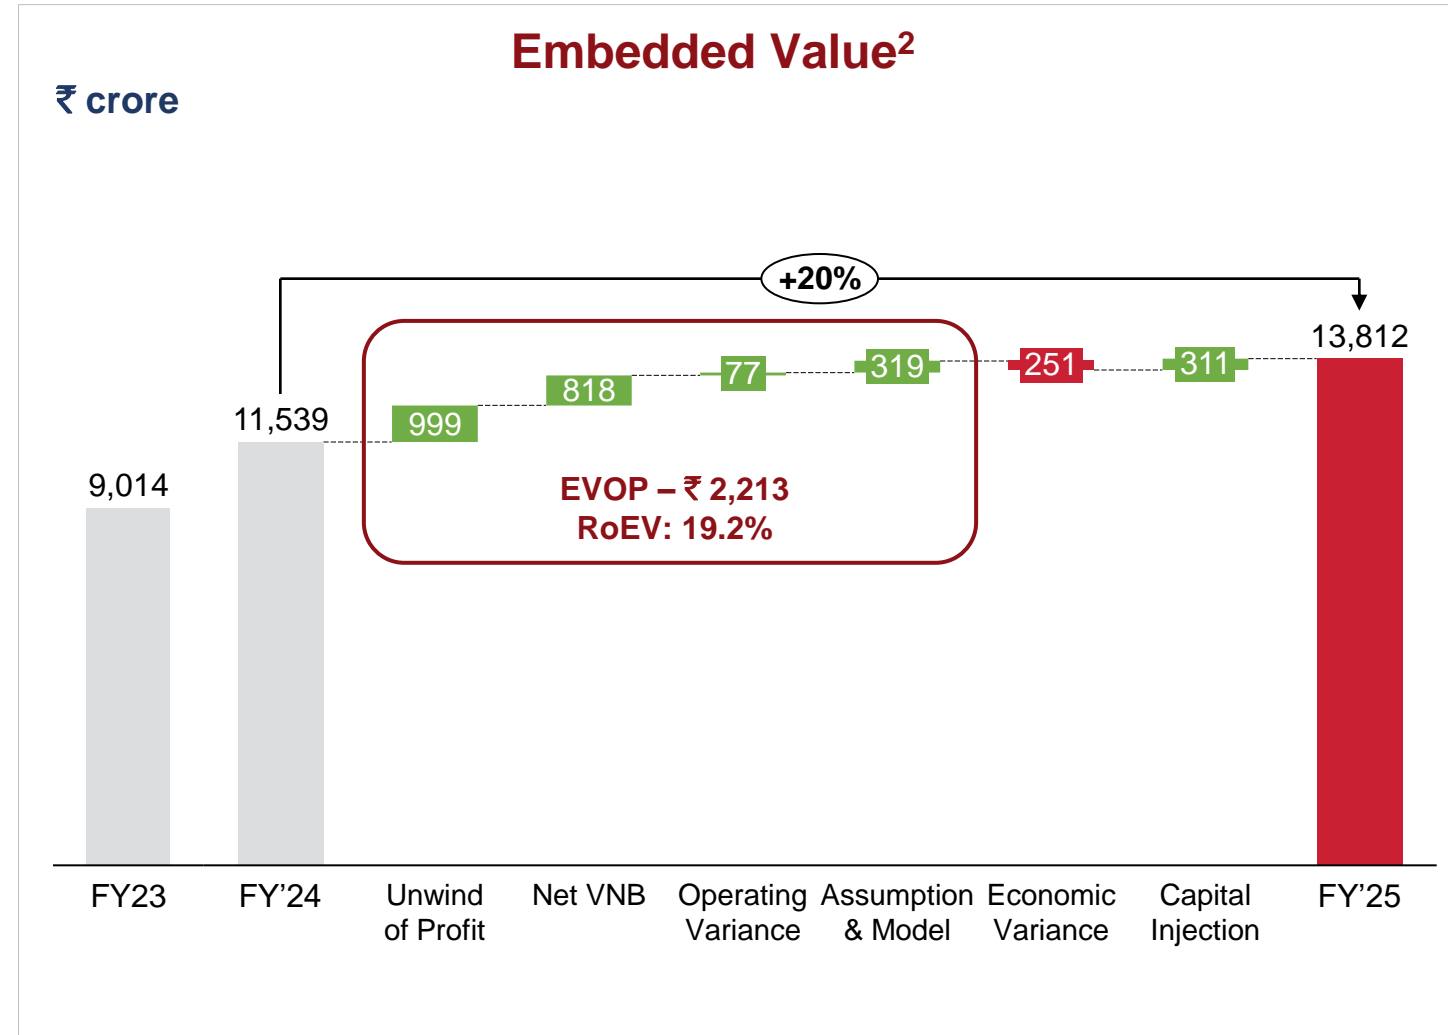 Embedded Value²
₹ crore
+20%
13,812
11,539
9,014
999
818
77
319
251
311
EVOP – ₹ 2,213
RoEV: 19.2%
FY23
FY’24
Unwind
of Profit
Net VNB
Operating
Variance
Assumption
& Model
Economic
Variance
Capital
Injection
FY’25